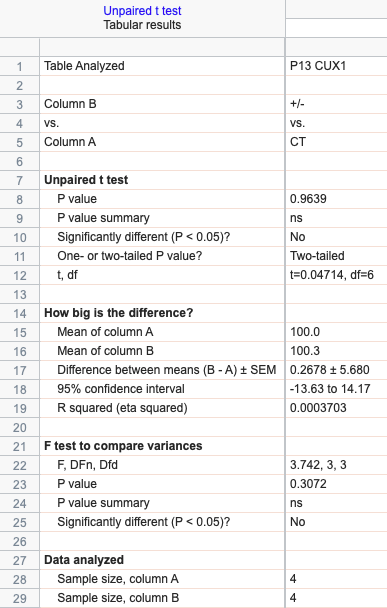 Unpaired t test
Tabular results
1 Table Analyzed P13 CUX1
2
3 Column B +/-
4 vs. vs.
5 Column A CT
6
7 Unpaired t test
8 P value 0.9639
9 P value summary ns
10 Significantly different (P < 0.05)? No
11 One- or two-tailed P value? Two-tailed
12 t, df t=0.04714, df=6
13
14 How big is the difference?
15 Mean of column A 100.0
16 Mean of column B 100.3
17 Difference between means (B - A) ± SEM 0.2678 ± 5.680
18 95% confidence interval -13.63 to 14.17
19 R squared (eta squared) 0.0003703
20
21 F test to compare variances
22 F, DFn, Dfd 3.742, 3, 3
23 P value 0.3072
24 P value summary ns
25 Significantly different (P < 0.05)? No
26
27 Data analyzed
28 Sample size, column A 4
29 Sample size, column B 4